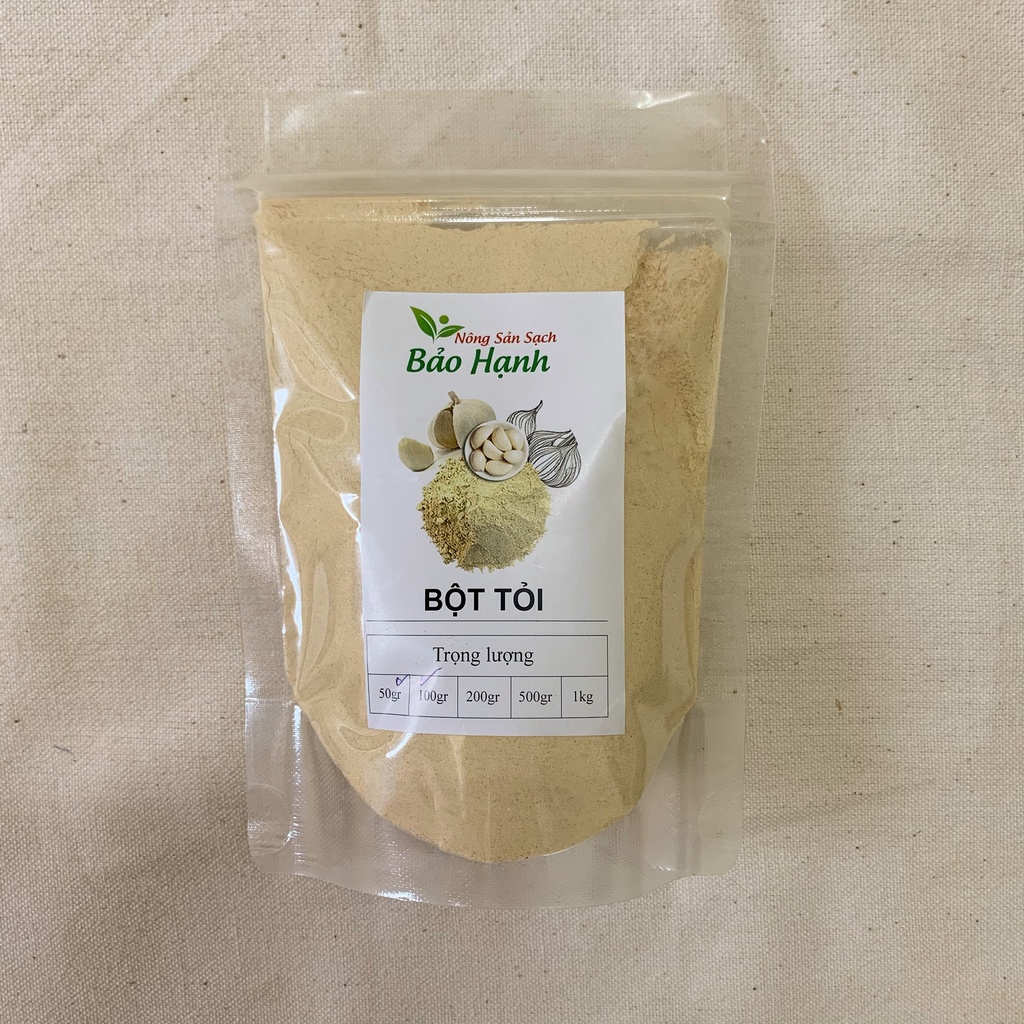 Nông Sản Sạch
Bảo Hạnh
BỘT TỎI
Trọng lượng
50gr 100gr 200gr 500gr 1kg